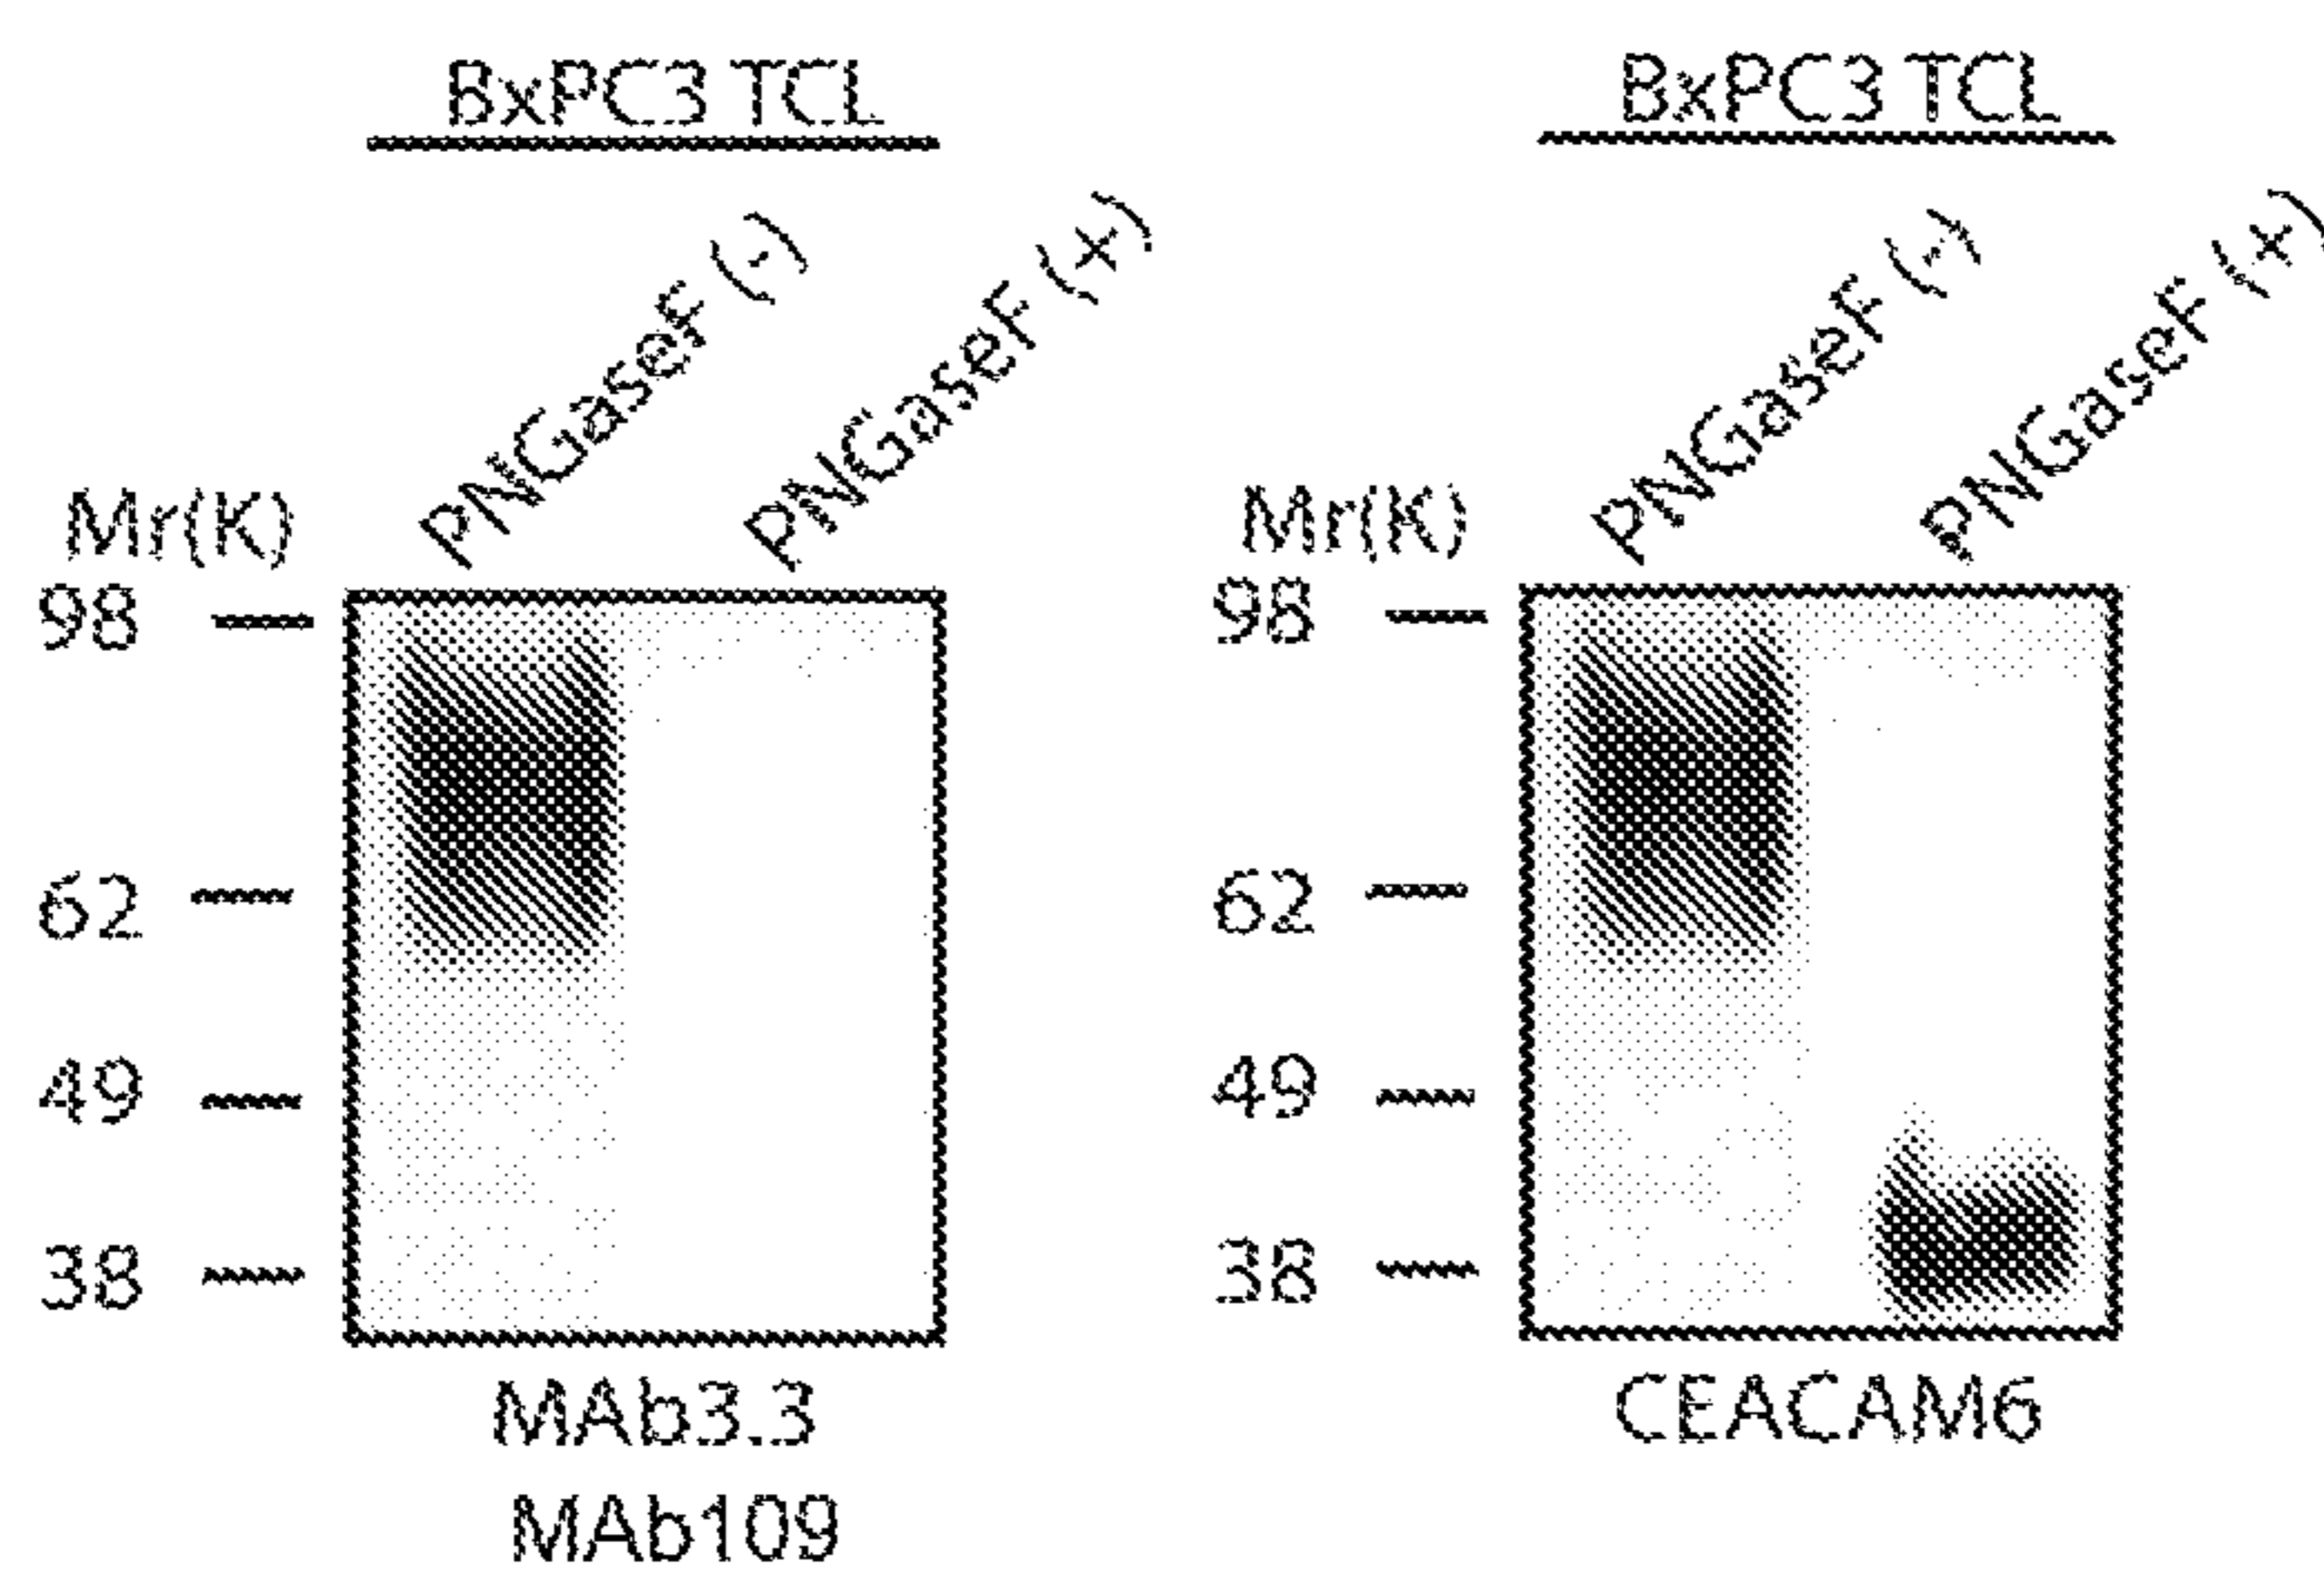 BxPC3 TCL
PNGaseF (-)
PNGaseF (+)
Mr(K)
98
62
49
38
MAb3.3
MAb109
BxPC3 TCL
PNGaseF (-)
PNGaseF (+)
Mr(K)
98
62
49
38
CEACAM6